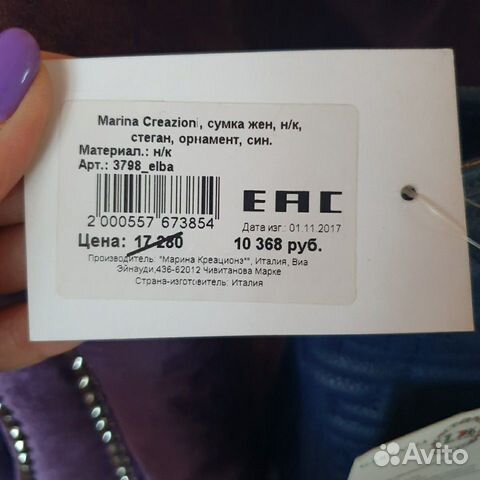 Marina Creazioni, сумка жен, н/к,
стеган, орнамент, син.
Материал.: н/к
Арт.: 3798_elba
2 000557 673854
EAC
Дата изг.: 01.11.2017
Цена: 17 280 10 368 руб.
Производитель: "Марина Креационэ"", Италия, Виа
Эйнауди,436-62012 Чивитанова Марке
Страна-изготовитель: Италия
Avito